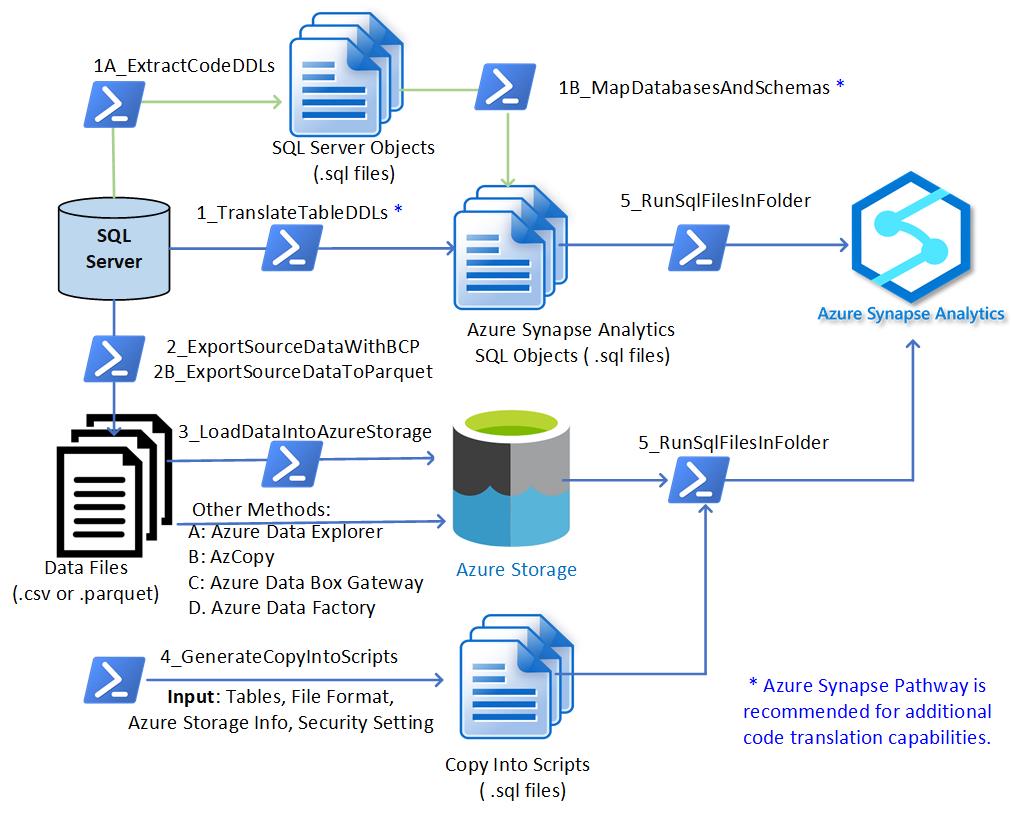 1A_ExtractCodeDDLs
1B_MapDatabasesAndSchemas *
SQL Server Objects
(.sql files)
SQL
Server
1_TranslateTableDDLs *
5_RunSqlFilesInFolder
Azure Synapse Analytics
Azure Synapse Analytics
SQL Objects ( .sql files)
2_ExportSourceDataWithBCP
2B_ExportSourceDataToParquet
3_LoadDataIntoAzureStorage
5_RunSqlFilesInFolder
Other Methods:
A: Azure Data Explorer
B: AzCopy
C: Azure Data Box Gateway
D. Azure Data Factory
Data Files
(.csv or .parquet)
Azure Storage
4_GenerateCopyIntoScripts
Input: Tables, File Format,
Azure Storage Info, Security Setting
Copy Into Scripts
( .sql files)
* Azure Synapse Pathway is
recommended for additional
code translation capabilities.